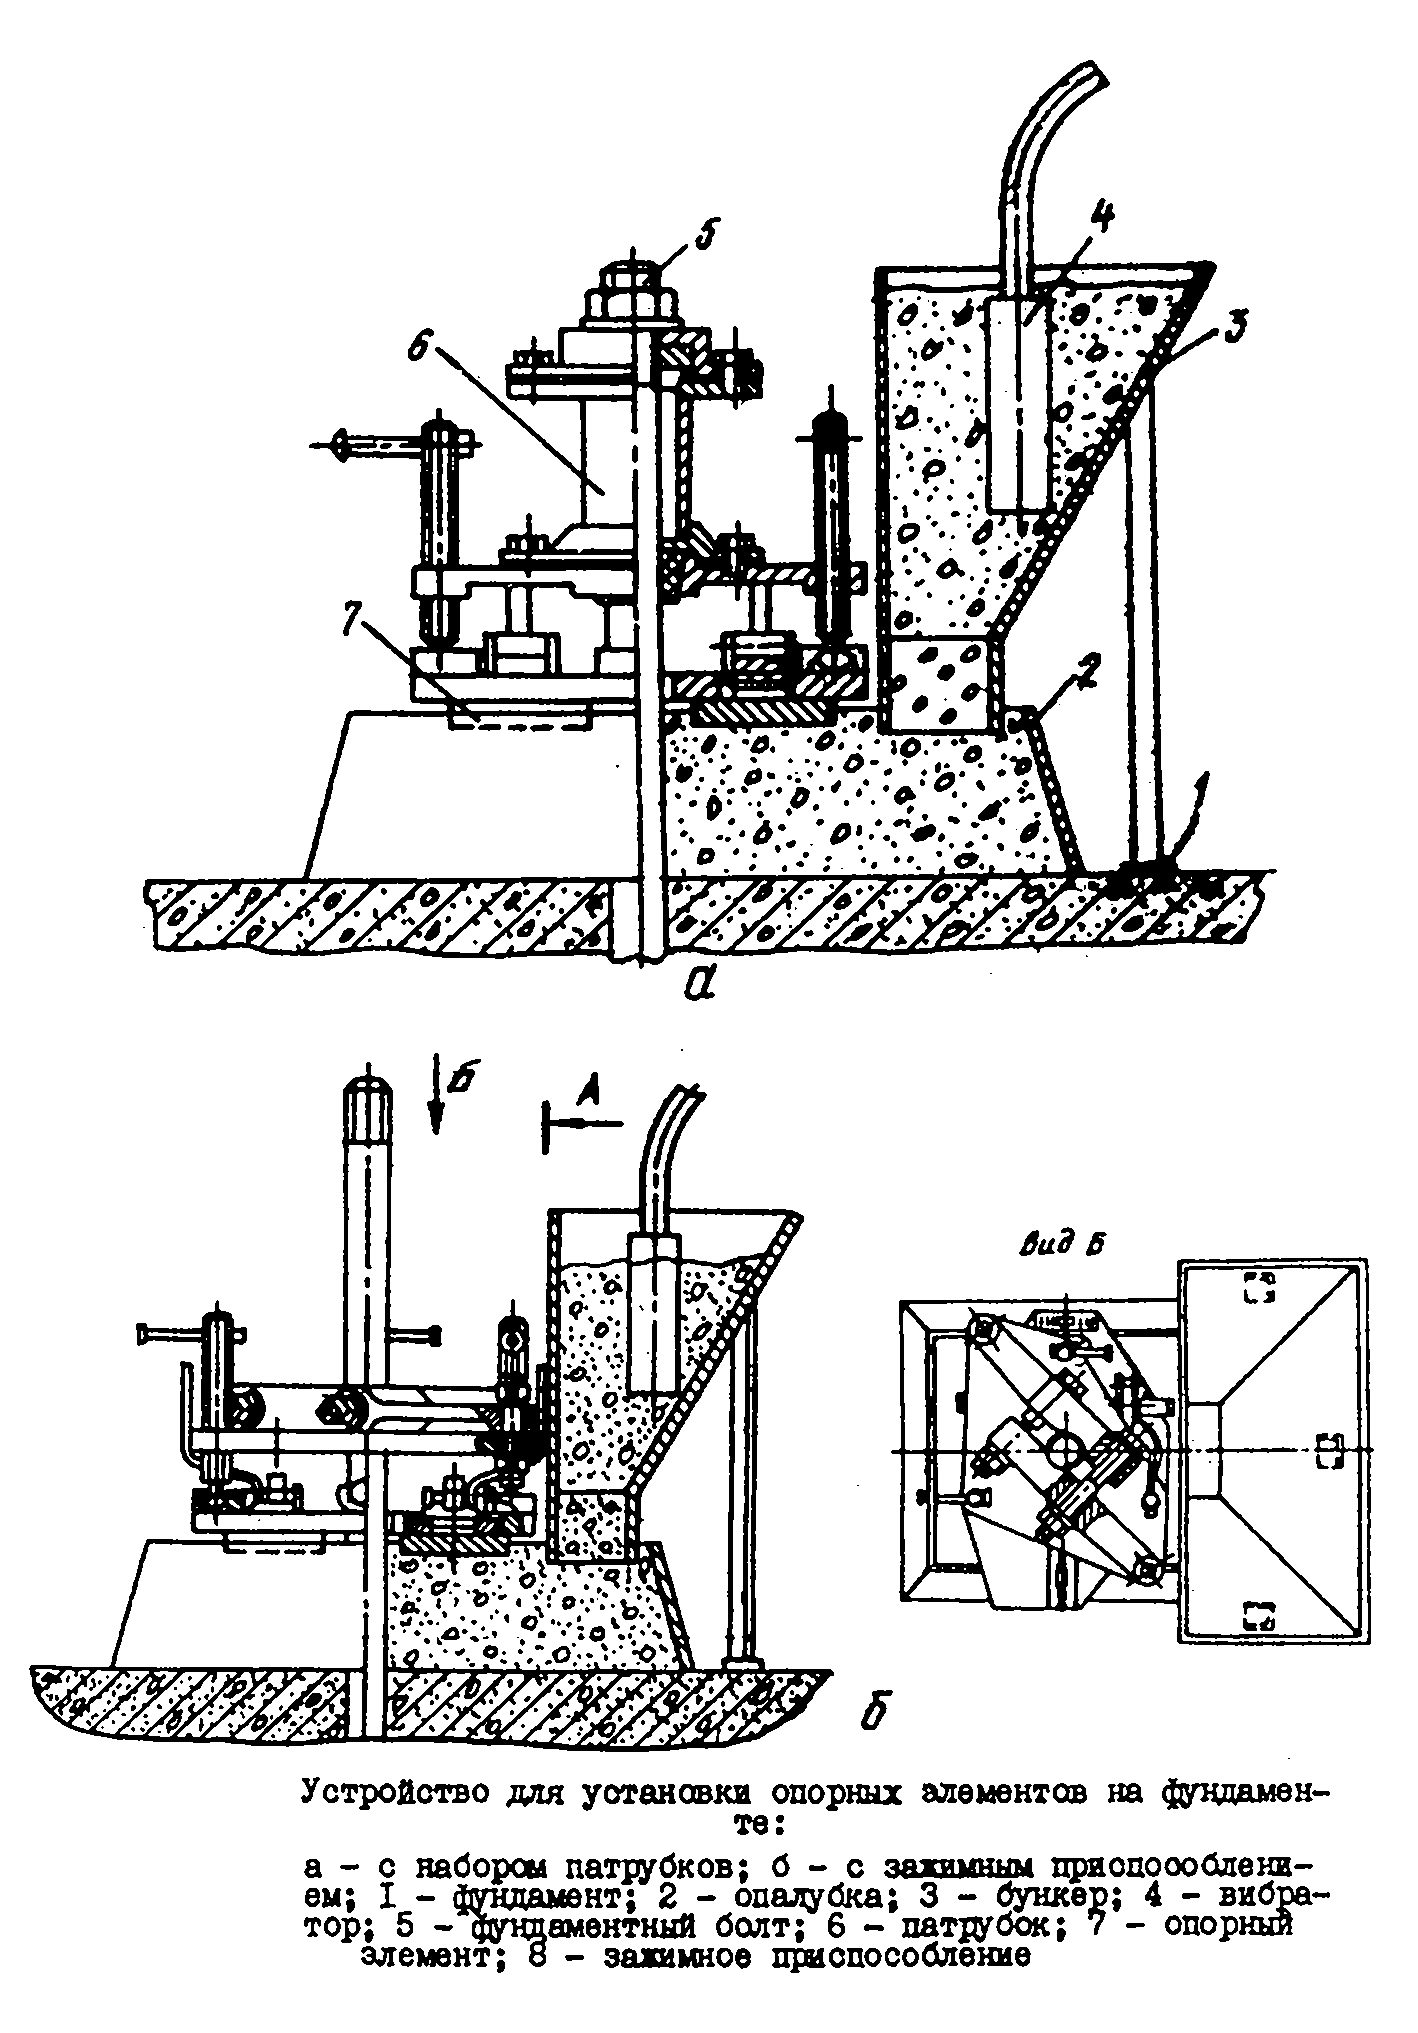 5
4
6
3
7
2
1
а
Б
А
вид Б
б
Устройство для установки опорных элементов на фундамен-
те:
а - с набором патрубков; б - с зажимным приспособлени-
ем; I - фундамент; 2 - опалубка; 3 - бункер; 4 - вибра-
тор; 5 - фундаментный болт; 6 - патрубок; 7 - опорный
элемент; 8 - зажимное приспособление